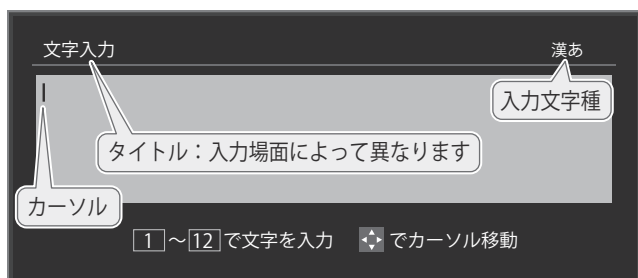 文字入力 漢あ
入力文字種
タイトル：入力場面によって異なります
カーソル
1～12で文字を入力 でカーソル移動